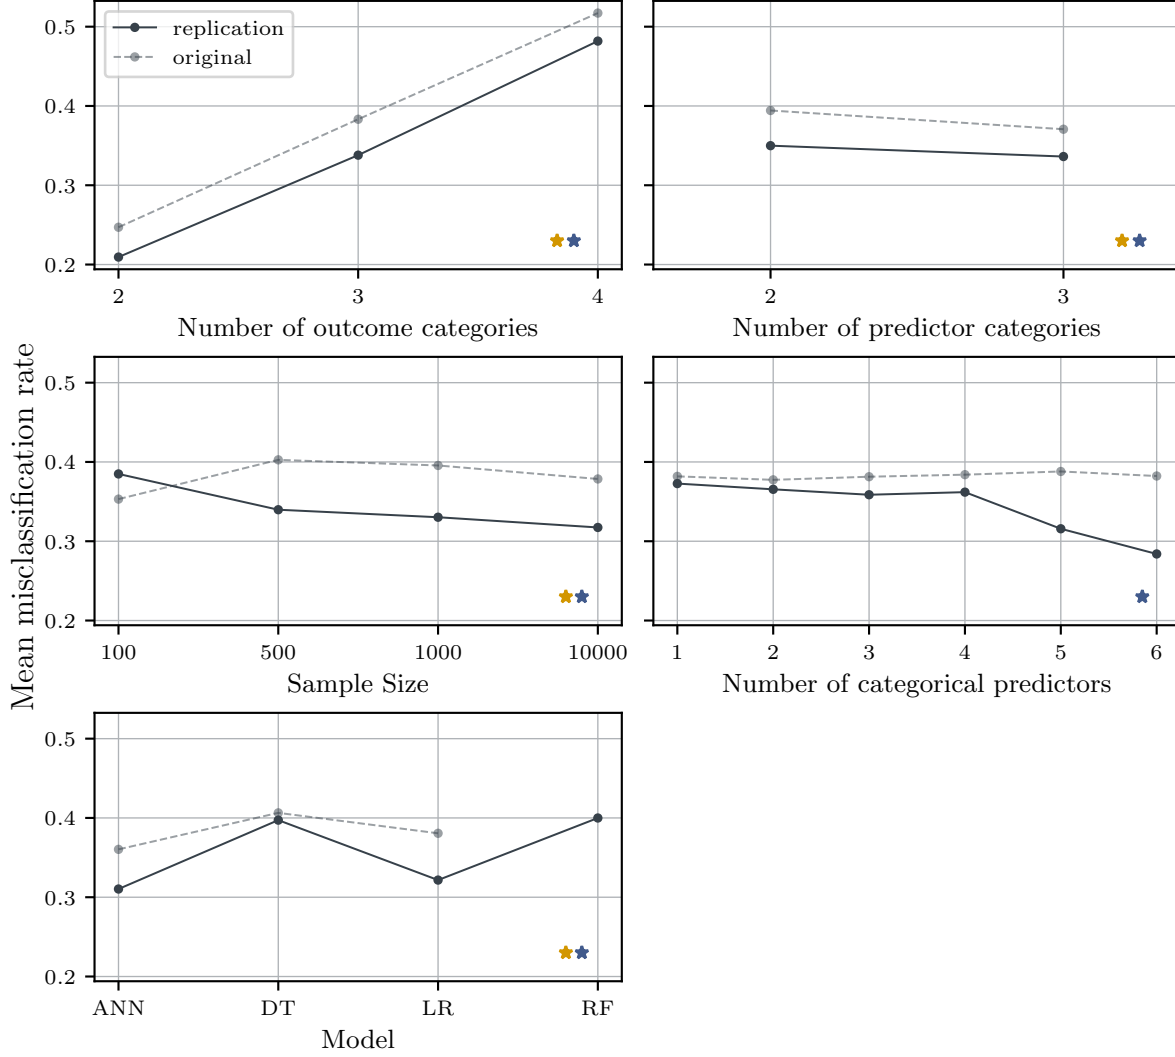 Mean misclassification rate
replication
original
0.5
0.4
0.3
0.2
2 3 4
Number of outcome categories
2 3
Number of predictor categories
0.5
0.4
0.3
0.2
100 500 1000 10000
Sample Size
1 2 3 4 5 6
Number of categorical predictors
0.5
0.4
0.3
0.2
ANN DT LR RF
Model